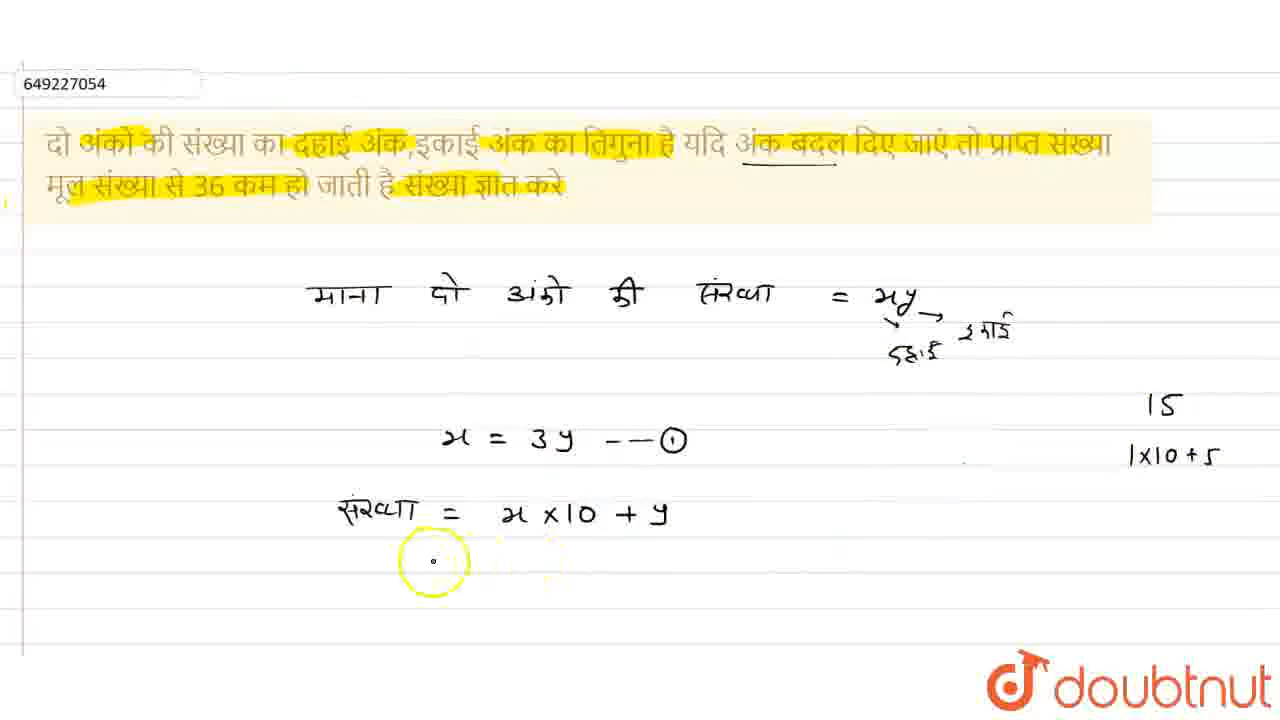 649227054
दो अंको की संख्या का दहाई अंक,इकाई अंक का तिगुना है यदि अंक बदल दिए जाएं तो प्राप्त संख्या
मूल संख्या से 36 कम हो जाती है संख्या ज्ञात करे
माना दो अंको की संख्या = xy
दहाई इकाई
15
x = 3y --- ①
1×10+5
संख्या = x×10 + y
doubtnut